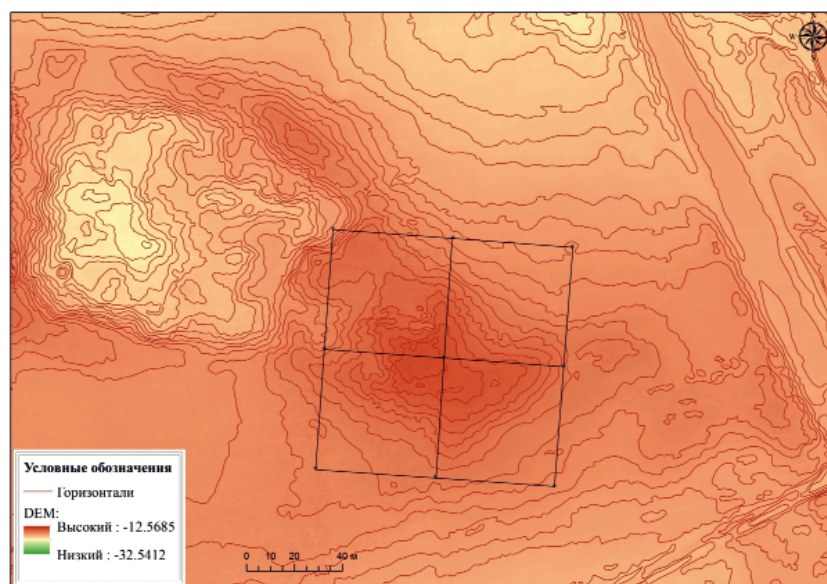 W
Условные обозначения
Горизонтали
DEM:
Высокий : -12.5685
Низкий : -32.5412
0 10 20 40 м